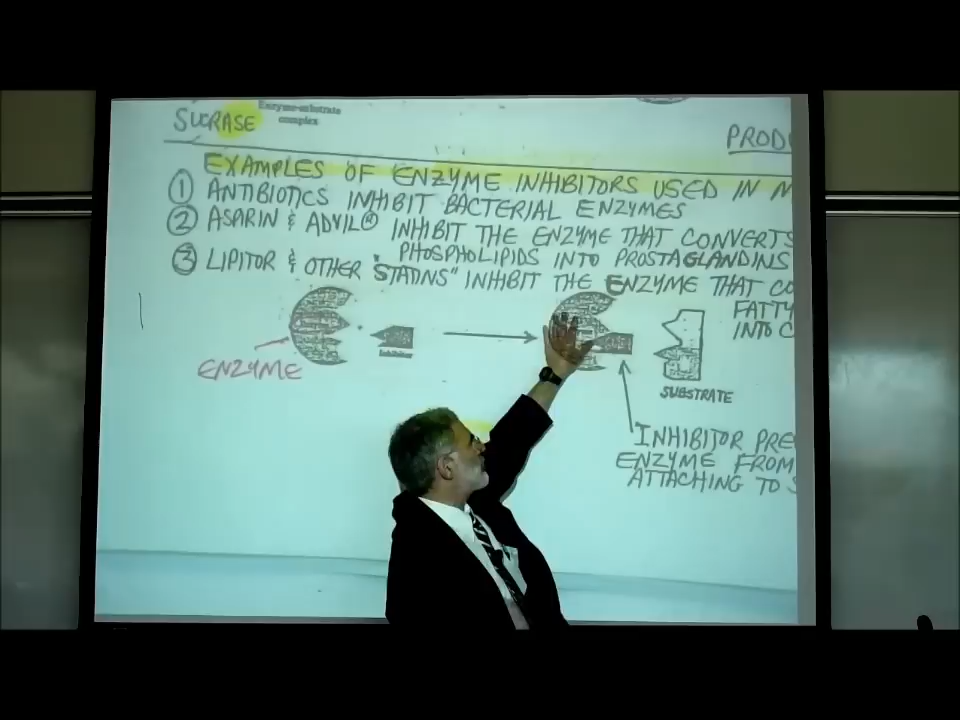 Enzyme-substrate
complex
SUCRASE
PRODU
EXAMPLES OF ENZYME INHIBITORS USED IN M
① ANTIBIOTICS INHIBIT BACTERIAL ENZYMES
② ASARIN & ADVIL® INHIBIT THE ENZYME THAT CONVERTS
PHOSPHOLIPIDS INTO PROSTAGLANDINS
③ LIPITOR & OTHER "STATINS" INHIBIT THE ENZYME THAT CO
FATTY
INTO C
Inhibitor
ENZYME
SUBSTRATE
INHIBITOR PRE
ENZYME FROM
ATTACHING TO S